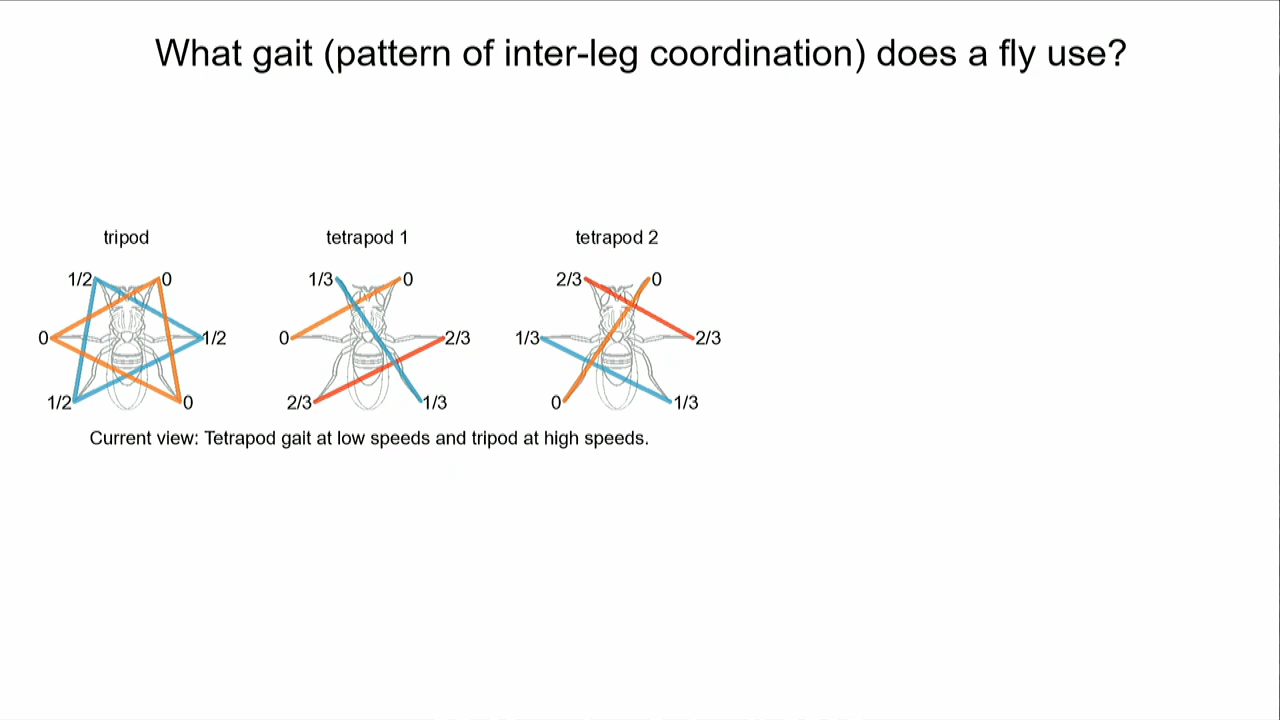 What gait (pattern of inter-leg coordination) does a fly use?
tripod tetrapod 1 tetrapod 2
1/2 0 1/3 0 2/3 0
0 1/2 0 2/3 1/3 2/3
1/2 0 2/3 1/3 0 1/3
Current view: Tetrapod gait at low speeds and tripod at high speeds.